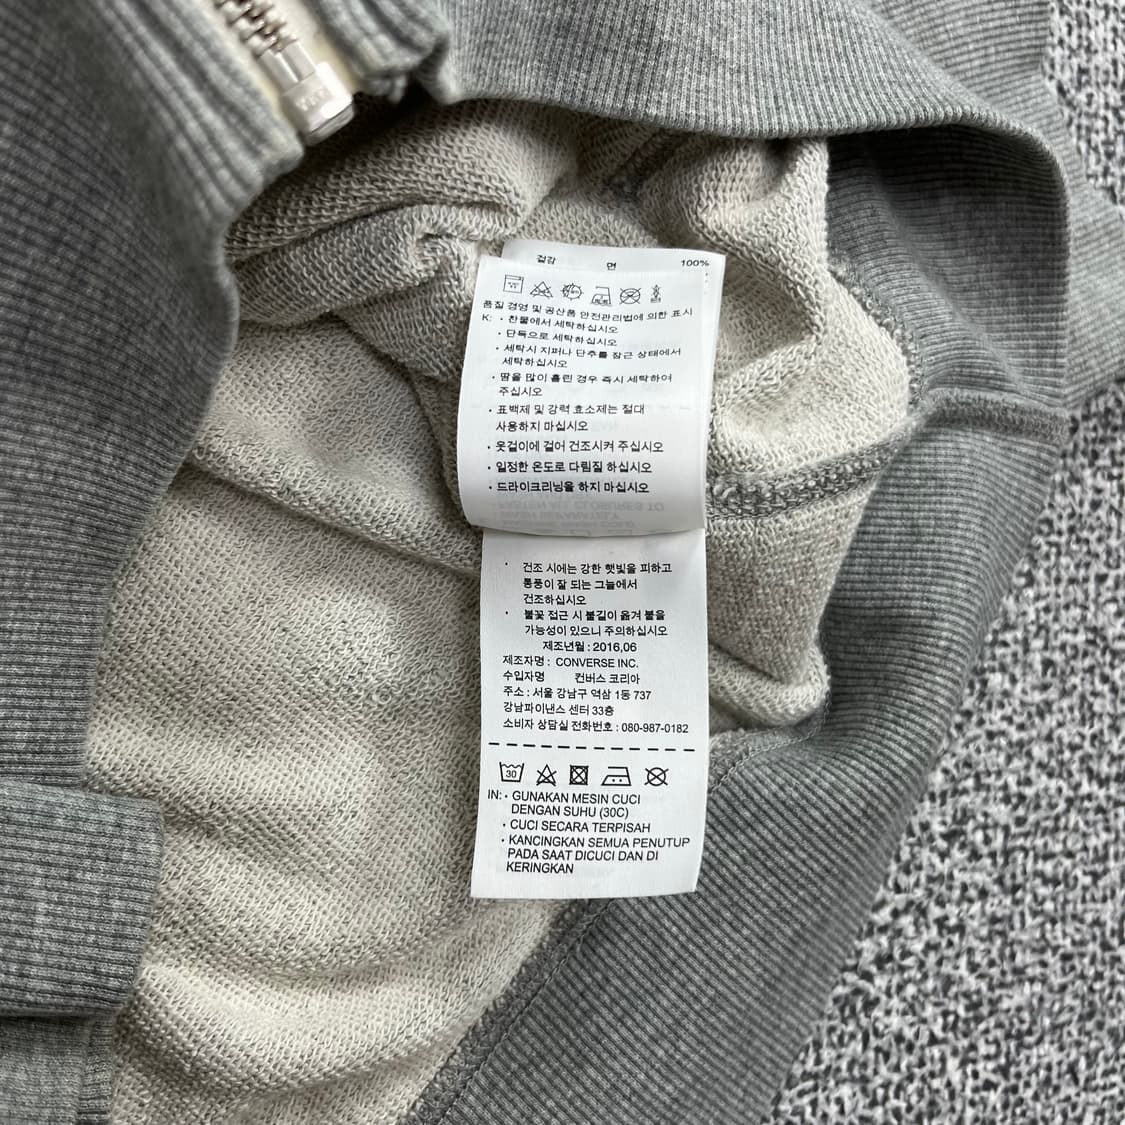 겉감 면 100%
품질 경영 및 공산품 안전관리법에 의한 표시
K: • 찬물에서 세탁하십시오
• 단독으로 세탁하십시오
• 세탁시 지퍼나 단추를 잠근 상태에서
세탁하십시오
• 땀을 많이 흘린 경우 즉시 세탁하여
주십시오
• 표백제 및 강력 효소제는 절대
사용하지 마십시오
• 옷걸이에 걸어 건조시켜 주십시오
• 일정한 온도로 다림질 하십시오
• 드라이크리닝을 하지 마십시오
• 건조 시에는 강한 햇빛을 피하고
통풍이 잘 되는 그늘에서
건조하십시오
• 불꽃 접근 시 불길이 옮겨 붙을
가능성이 있으니 주의하십시오
제조년월 : 2016,06
제조자명 : CONVERSE INC.
수입자명 컨버스 코리아
주소 : 서울 강남구 역삼 1동 737
강남파이낸스 센터 33층
소비자 상담실 전화번호 : 080-987-0182
30
IN: • GUNAKAN MESIN CUCI
DENGAN SUHU (30C)
• CUCI SECARA TERPISAH
• KANCINGKAN SEMUA PENUTUP
PADA SAAT DICUCI DAN DI
KERINGKAN